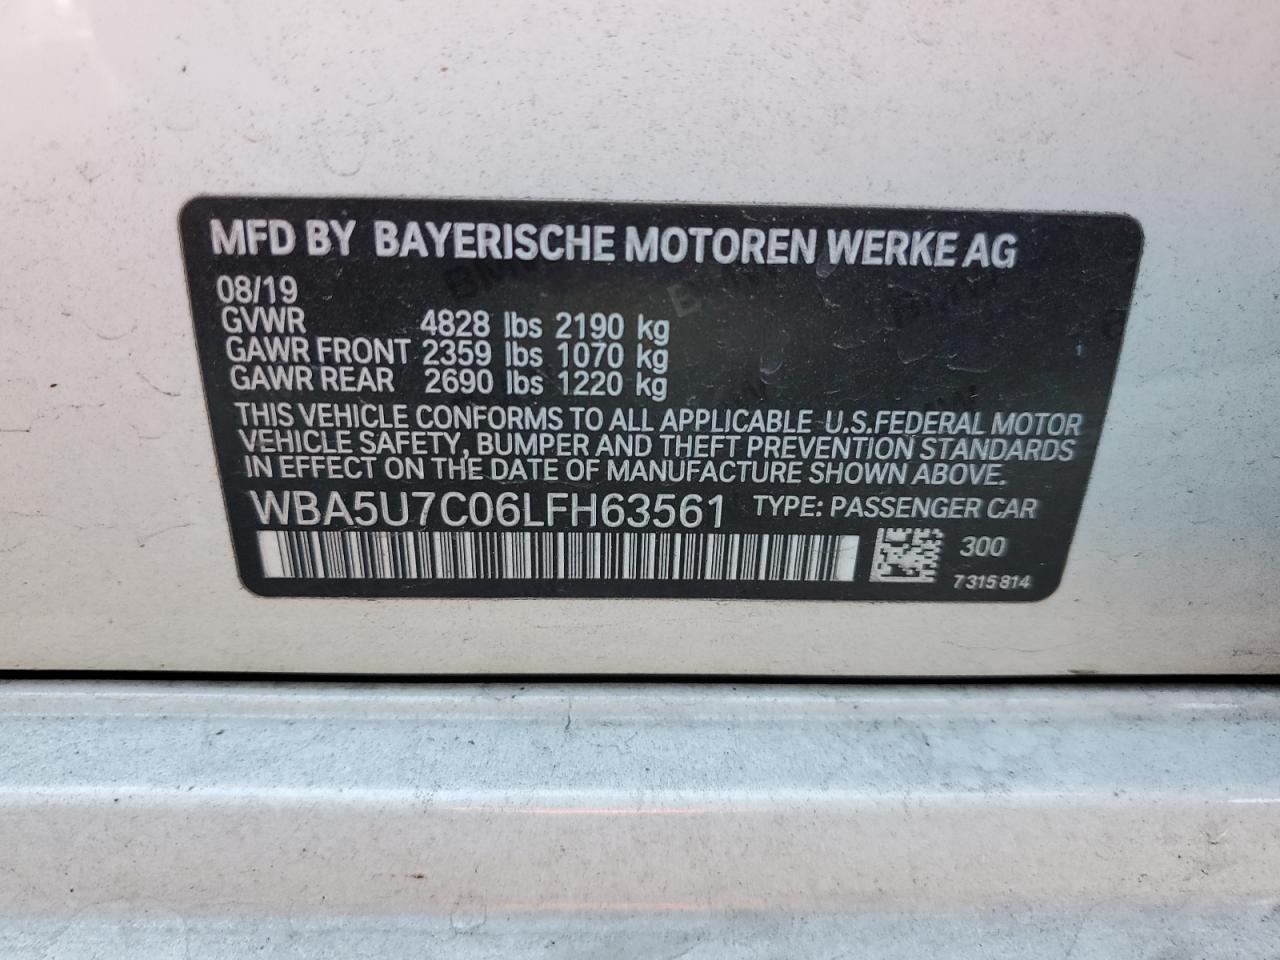 MFD BY BAYERISCHE MOTOREN WERKE AG
08/19
GVWR 4828 lbs 2190 kg
GAWR FRONT 2359 lbs 1070 kg
GAWR REAR 2690 lbs 1220 kg
THIS VEHICLE CONFORMS TO ALL APPLICABLE U.S.FEDERAL MOTOR
VEHICLE SAFETY, BUMPER AND THEFT PREVENTION STANDARDS
IN EFFECT ON THE DATE OF MANUFACTURE SHOWN ABOVE.
WBA5U7C06LFH63561 TYPE: PASSENGER CAR
300
7315814